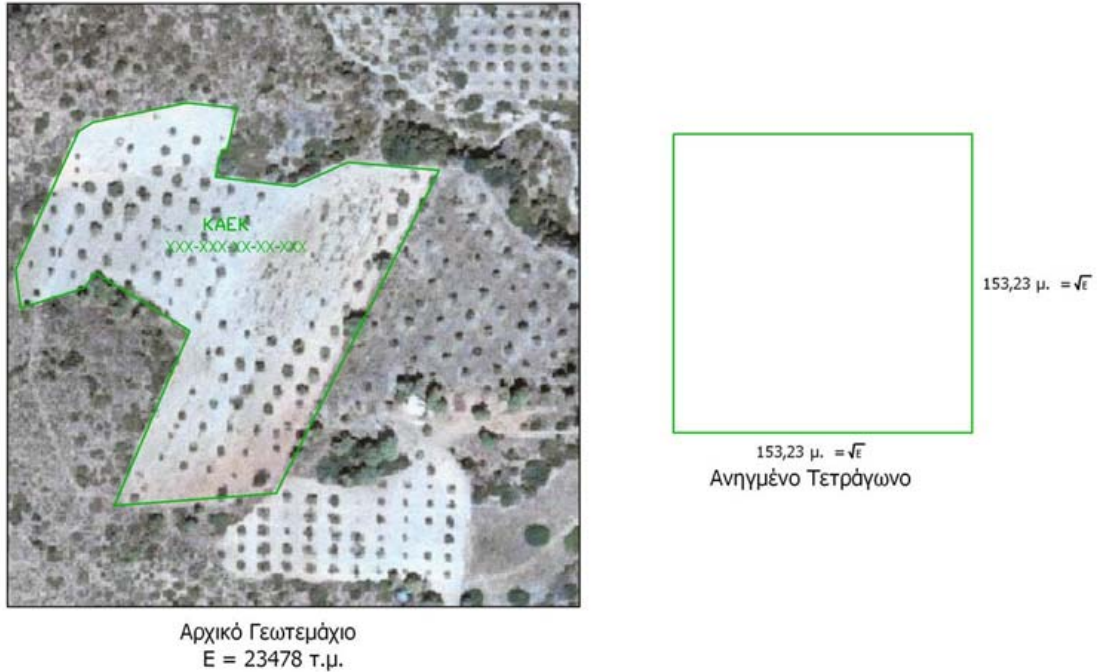 ΚΑΕΚ
XXX-XXX-XX-XX-XXX
153,23 μ. =√ε
153,23 μ. =√ε
Ανηγμένο Τετράγωνο
Αρχικό Γεωτεμάχιο
Ε = 23478 τ.μ.